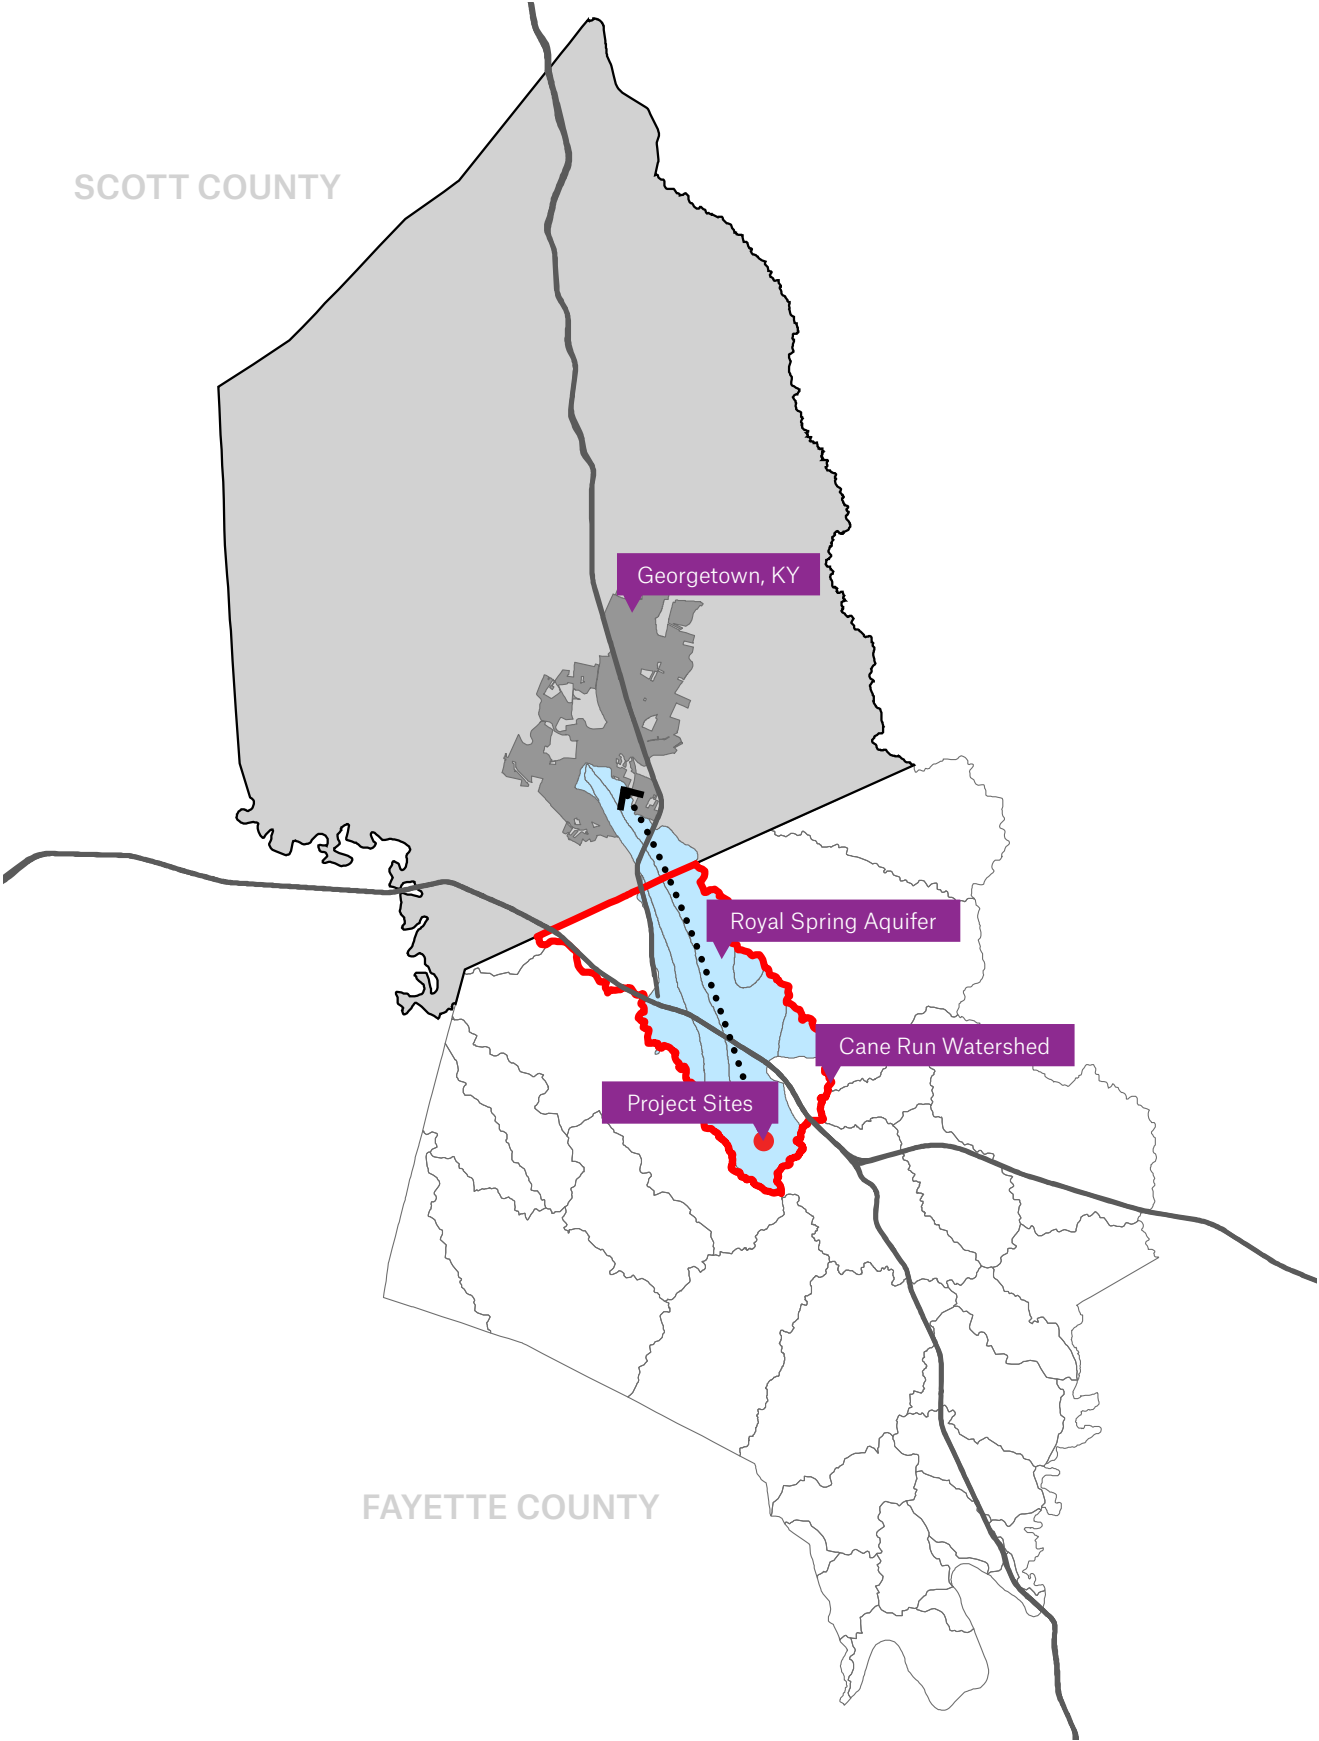 SCOTT COUNTY
Georgetown, KY
Royal Spring Aquifer
Cane Run Watershed
Project Sites
FAYETTE COUNTY